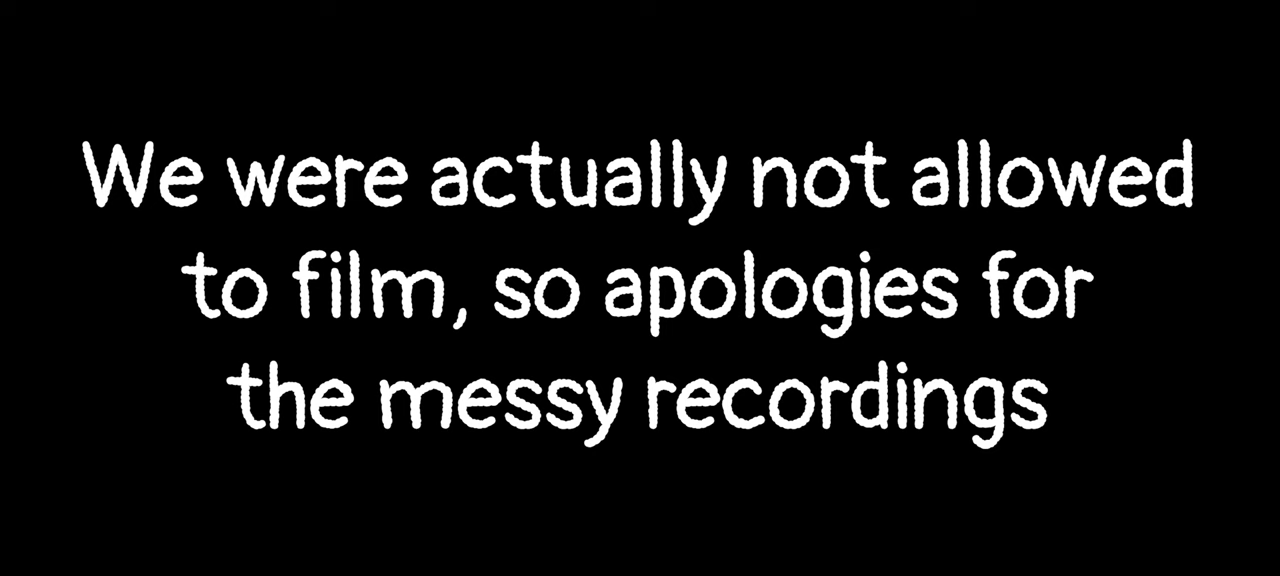 We were actually not allowed
to film, so apologies for
the messy recordings